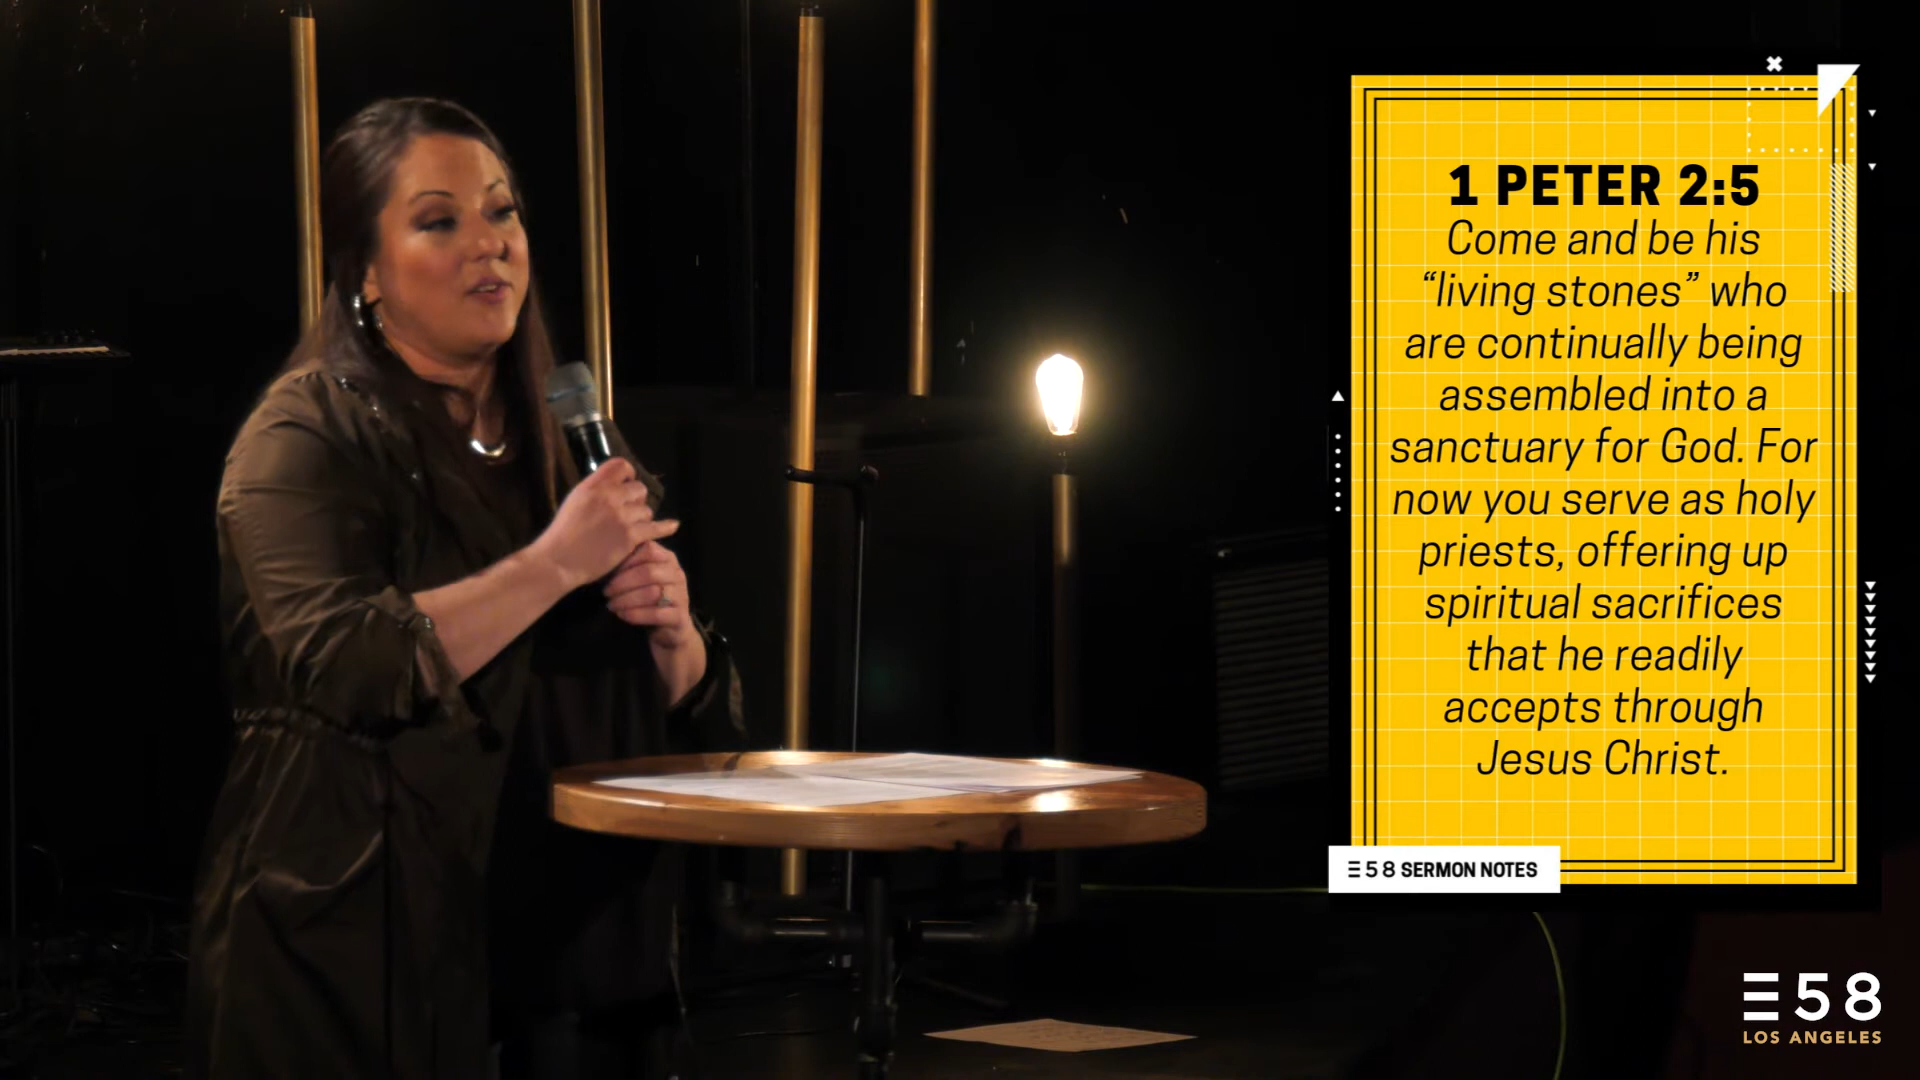 1 PETER 2:5
Come and be his
“living stones” who
are continually being
assembled into a
sanctuary for God. For
now you serve as holy
priests, offering up
spiritual sacrifices
that he readily
accepts through
Jesus Christ.
Ξ58 SERMON NOTES
Ξ58
LOS ANGELES